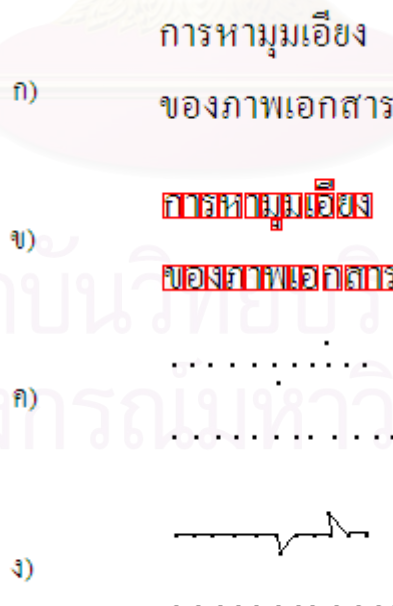 การหามุมเอียง
ก)
ของภาพเอกสาร
การหามุมเอียง
ข)
ของภาพเอกสาร
ค)
ง)